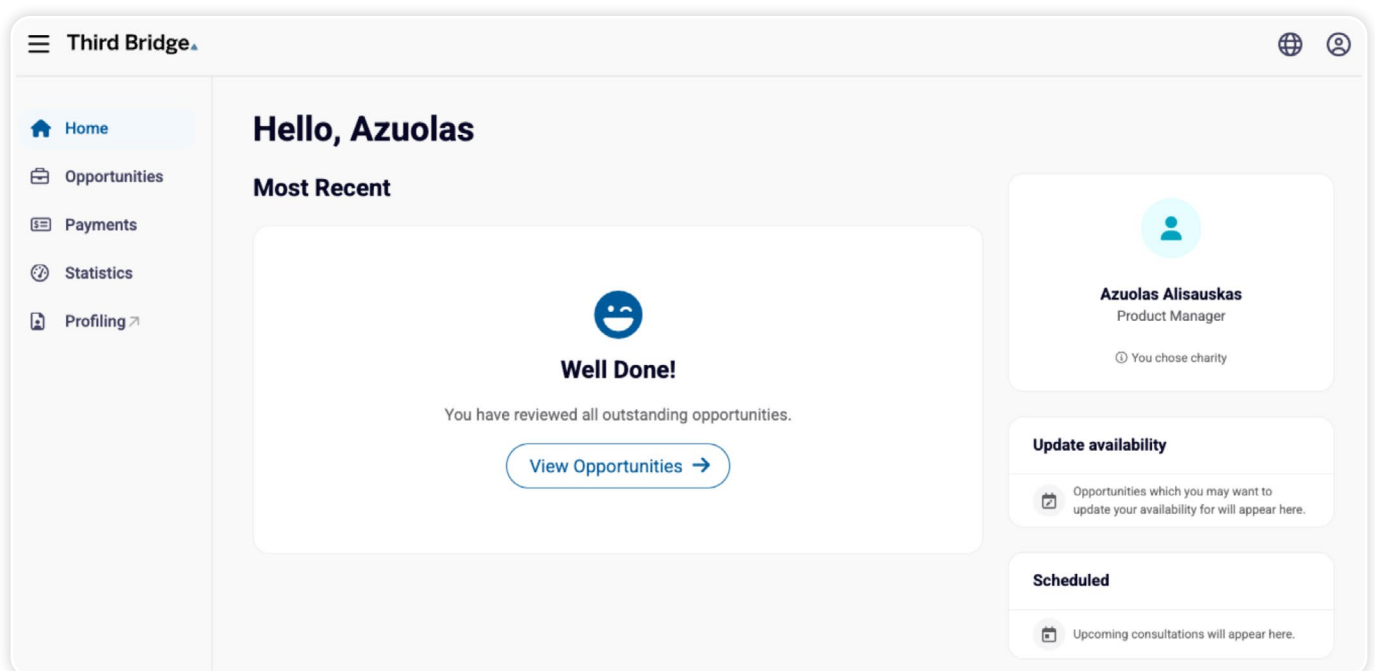 Third Bridge
Home
Opportunities
Payments
Statistics
Profiling
Hello, Azuolas
Most Recent
Well Done!
You have reviewed all outstanding opportunities.
View Opportunities
Azuolas Alisauskas
Product Manager
You chose charity
Update availability
Opportunities which you may want to
update your availability for will appear here.
Scheduled
Upcoming consultations will appear here.